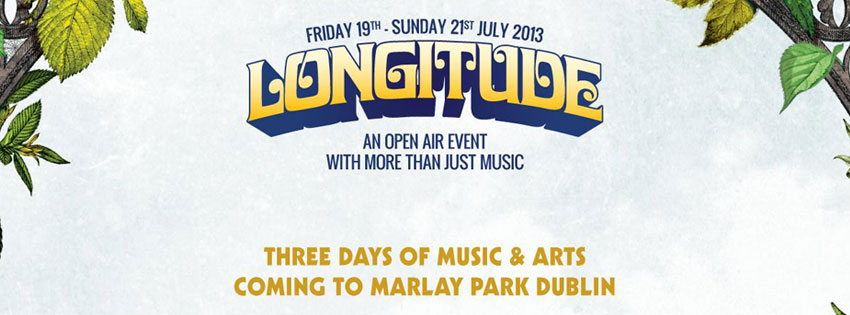 FRIDAY 19TH - SUNDAY 21ST JULY 2013
LONGITUDE
AN OPEN AIR EVENT
WITH MORE THAN JUST MUSIC
THREE DAYS OF MUSIC & ARTS
COMING TO MARLAY PARK DUBLIN